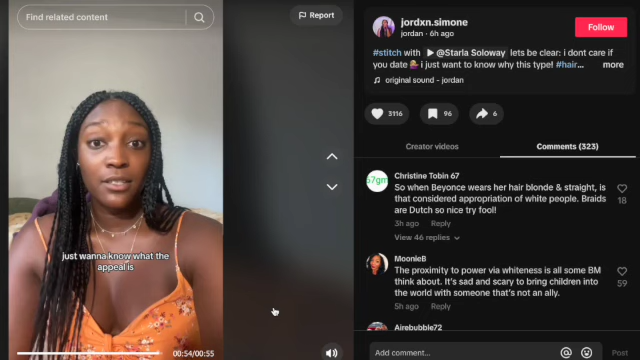 Find related content
Report
just wanna know what the
appeal is
00:54/00:55
jordxn.simone
jordan · 6h ago
Follow
#stitch with ▶ @Starla Soloway lets be clear: i dont care if
you date 💁🏼‍♀️ i just want to know why this type! #hair... more
♫ original sound - jordan
3116
96
6
Creator videos
Comments (323)
67gm
Christine Tobin 67
So when Beyonce wears her hair blonde & straight, is
that considered appropriation of white people. Braids
are Dutch so nice try fool!
18
3h ago Reply
View 46 replies
MoonieB
The proximity to power via whiteness is all some BM
think about. It's sad and scary to bring children into
the world with someone that's not an ally.
59
5h ago Reply
Airebubble72
Add comment...
@
Post